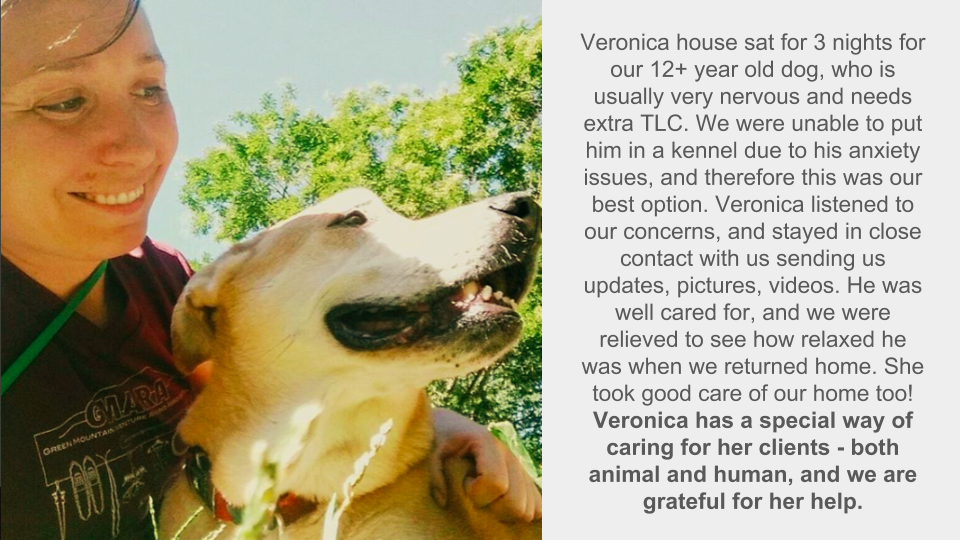 Veronica house sat for 3 nights for
our 12+ year old dog, who is
usually very nervous and needs
extra TLC. We were unable to put
him in a kennel due to his anxiety
issues, and therefore this was our
best option. Veronica listened to
our concerns, and stayed in close
contact with us sending us
updates, pictures, videos. He was
well cared for, and we were
relieved to see how relaxed he
was when we returned home. She
took good care of our home too!
Veronica has a special way of
caring for her clients - both
animal and human, and we are
grateful for her help.
GREEN MOUNTAIN